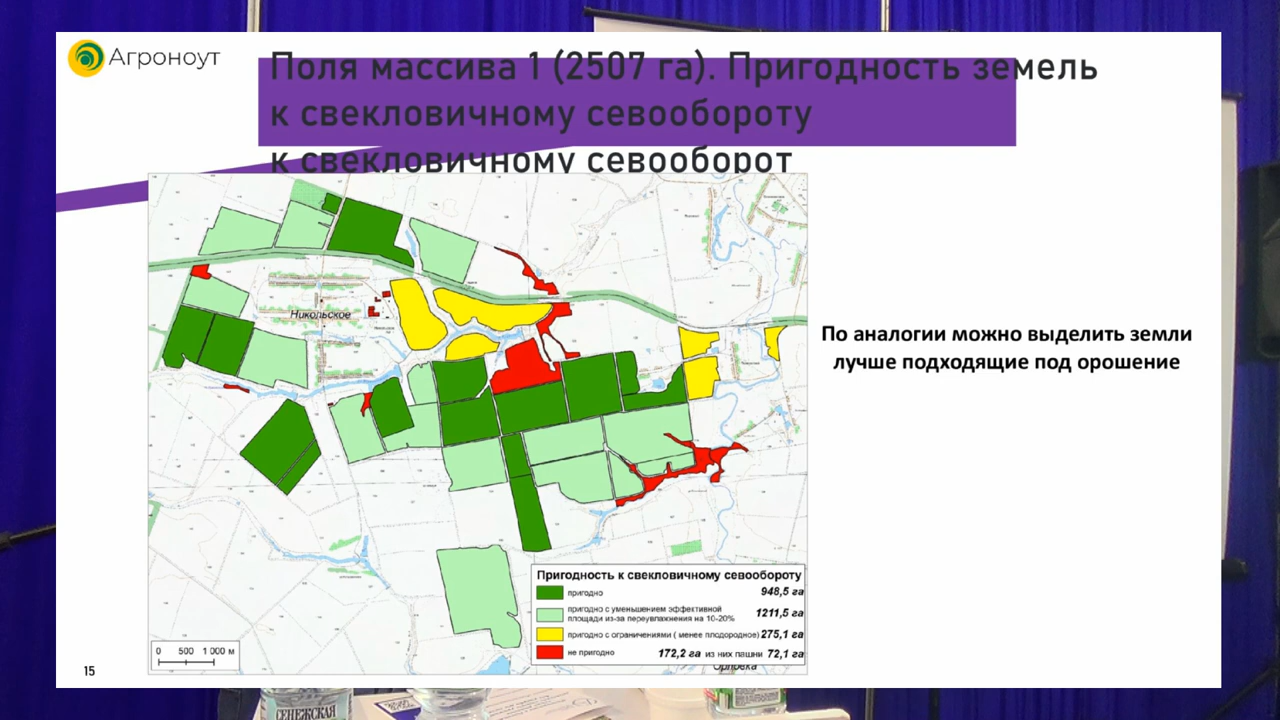 Агроноут
Поля массива 1 (2507 га). Пригодность земель
к свекловичному севообороту
к свекловичному севооборот
Никольское
По аналогии можно выделить земли
лучше подходящие под орошение
Пригодность к свекловичному севообороту
пригодно 948,5 га
пригодно с уменьшением эффективной
площади из-за переувлажнения на 10-20% 1211,5 га
пригодно с ограничениями ( менее плодородное) 275,1 га
не пригодно 172,2 га из них пашни 72,1 га
0 500 1 000 м
Орловка
15
СЕНЕЖСКАЯ